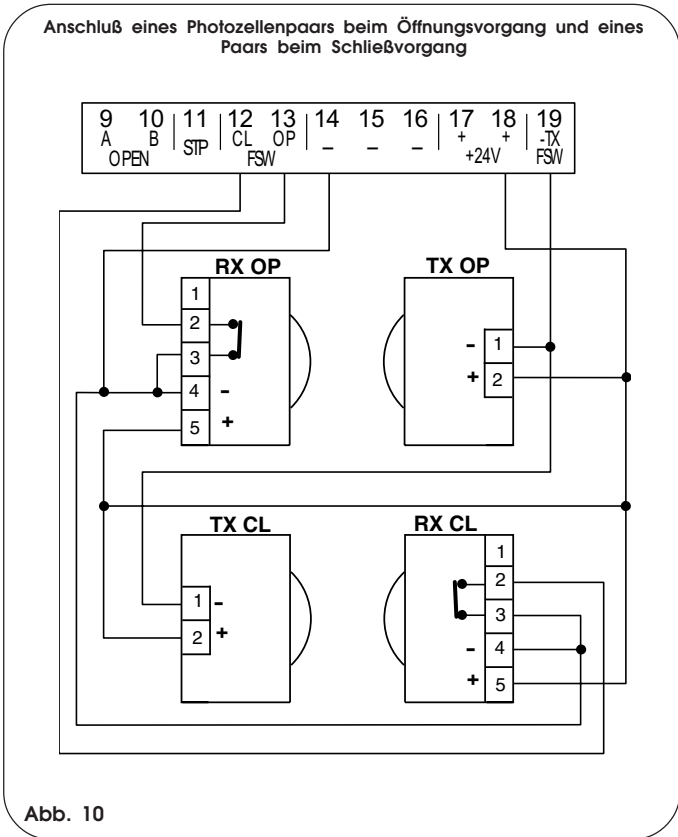 Anschluß eines Photozellenpaars beim Öffnungsvorgang und eines
Paars beim Schließvorgang
9 10 11 12 13 14 15 16 17 18 19
A B STP CL OP – – – + + -TX
OPEN FSW +24V FSW
RX OP
1
2
3
4 -
5 +
TX OP
- 1
+ 2
TX CL
1 -
2 +
RX CL
1
2
3
- 4
+ 5
Abb. 10